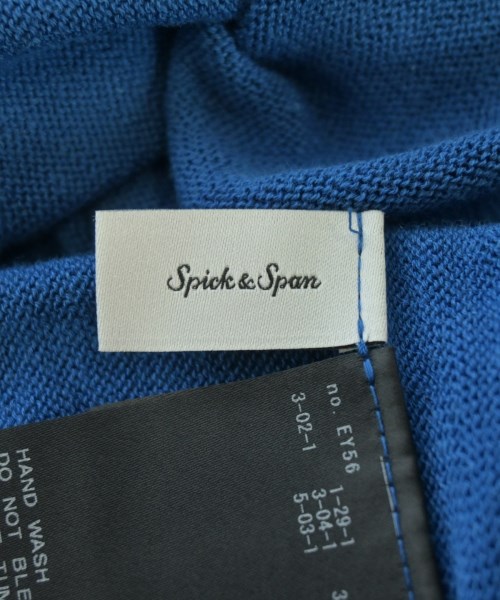 Spick & Span
no. EY56 1-29-1
3-02-1 3-04-1
5-03-1
HAND WASH
DO NOT